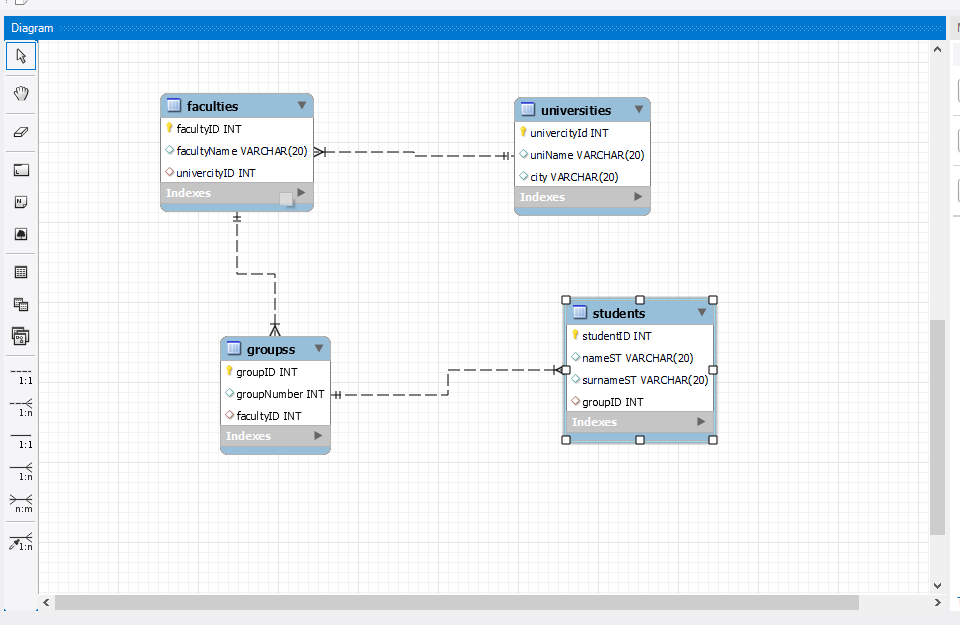 Diagram
faculties
facultyID INT
facultyName VARCHAR(20)
univercityID INT
Indexes
universities
univercityId INT
uniName VARCHAR(20)
city VARCHAR(20)
Indexes
groupss
groupID INT
groupNumber INT
facultyID INT
Indexes
students
studentID INT
nameST VARCHAR(20)
surnameST VARCHAR(20)
groupID INT
Indexes
1:1
1:n
1:1
1:n
n:m
1:n